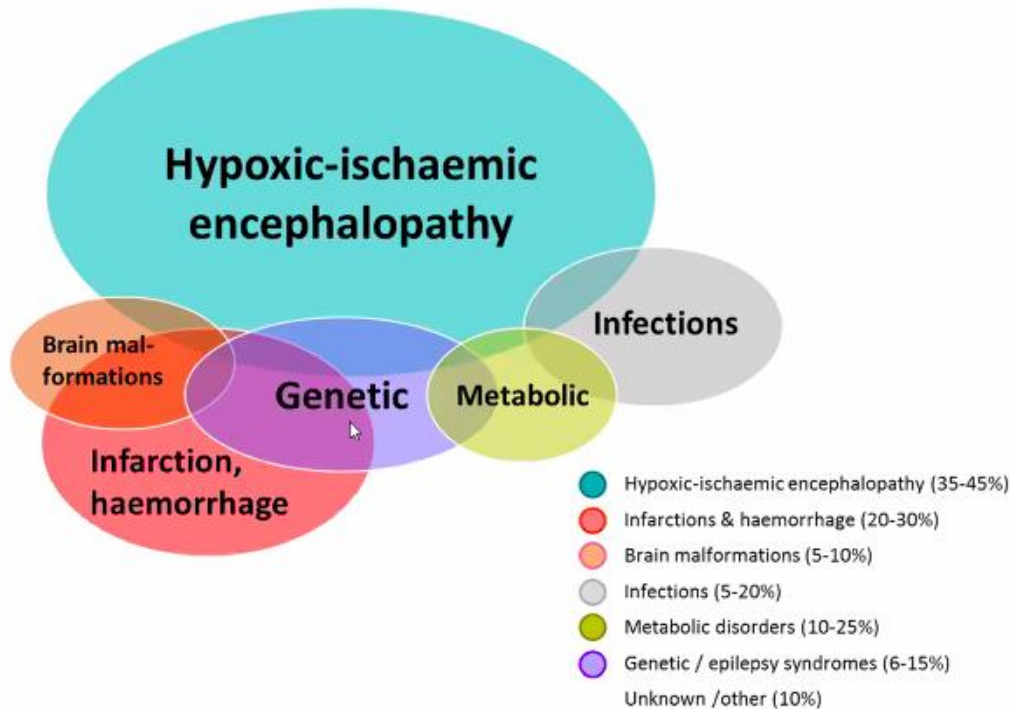 Hypoxic-ischaemic
encephalopathy
Infections
Brain mal-
formations
Genetic
Metabolic
Infarction,
haemorrhage
Hypoxic-ischaemic encephalopathy (35-45%)
Infarctions & haemorrhage (20-30%)
Brain malformations (5-10%)
Infections (5-20%)
Metabolic disorders (10-25%)
Genetic / epilepsy syndromes (6-15%)
Unknown /other (10%)